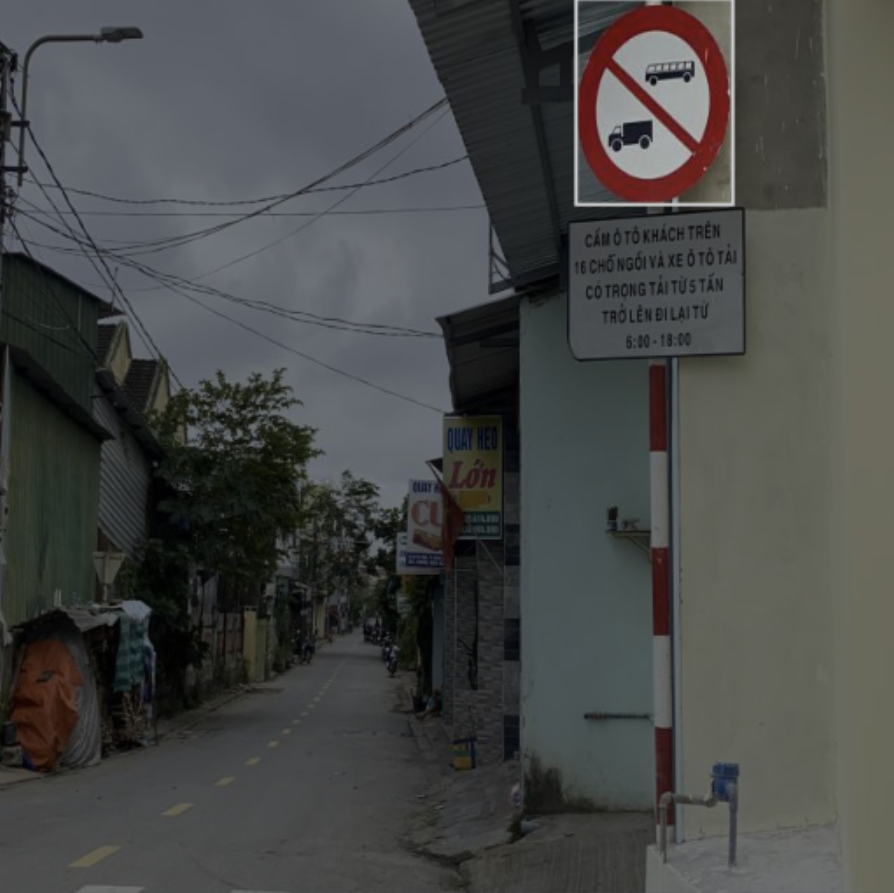 CẤM Ô TÔ KHÁCH TRÊN
16 CHỖ NGỒI VÀ XE Ô TÔ TẢI
CÓ TRỌNG TẢI TỪ 5 TẤN
TRỞ LÊN ĐI LẠI TỪ
6:00 - 18:00
QUAY HEO
Lớn
QUAY